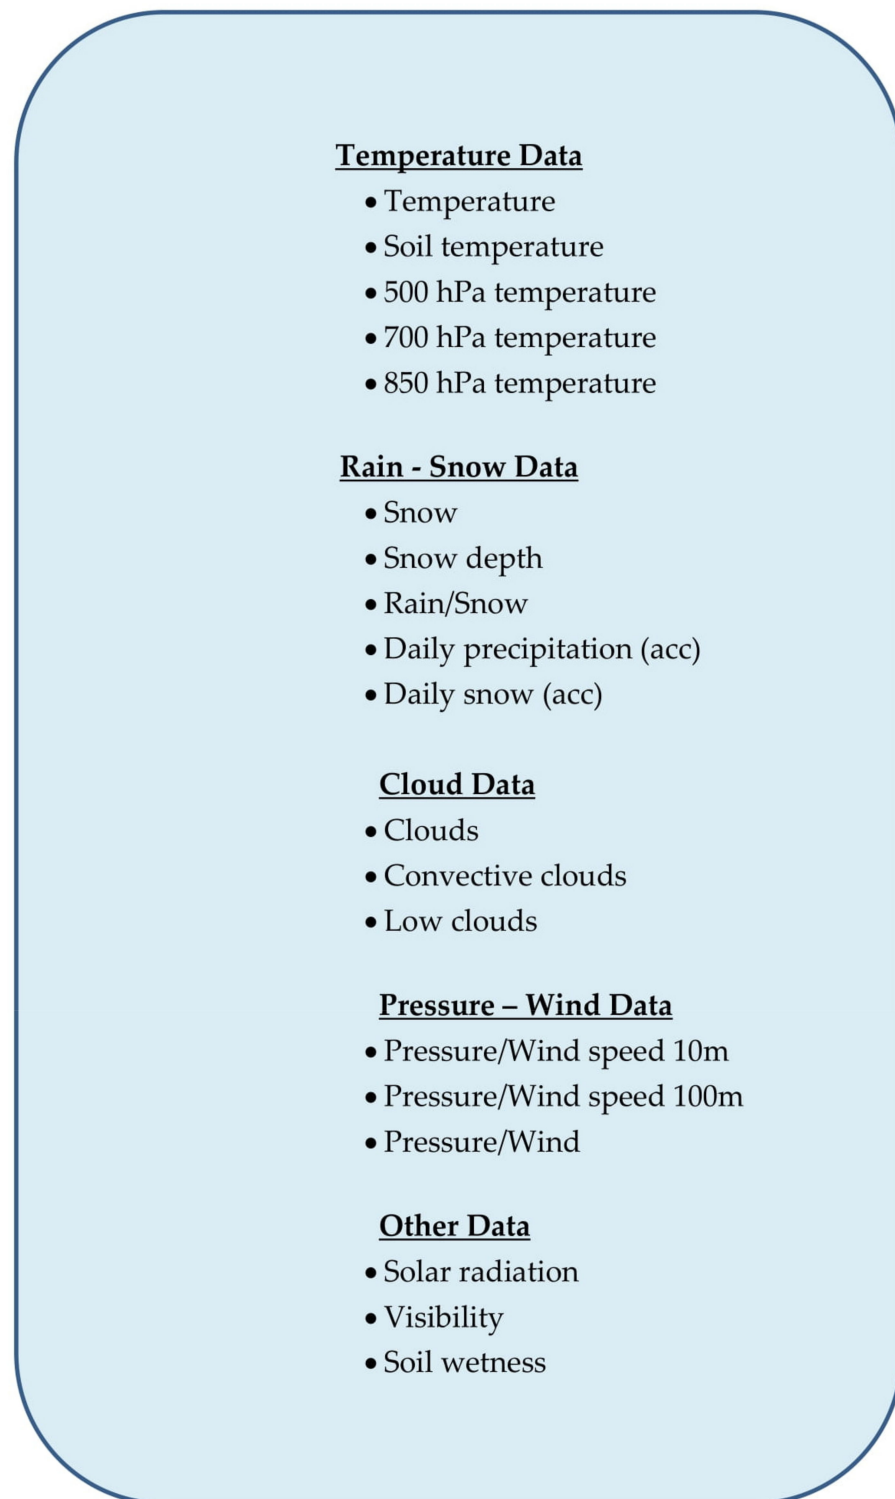 Temperature Data
• Temperature
• Soil temperature
• 500 hPa temperature
• 700 hPa temperature
• 850 hPa temperature
Rain - Snow Data
• Snow
• Snow depth
• Rain/Snow
• Daily precipitation (acc)
• Daily snow (acc)
Cloud Data
• Clouds
• Convective clouds
• Low clouds
Pressure – Wind Data
• Pressure/Wind speed 10m
• Pressure/Wind speed 100m
• Pressure/Wind
Other Data
• Solar radiation
• Visibility
• Soil wetness